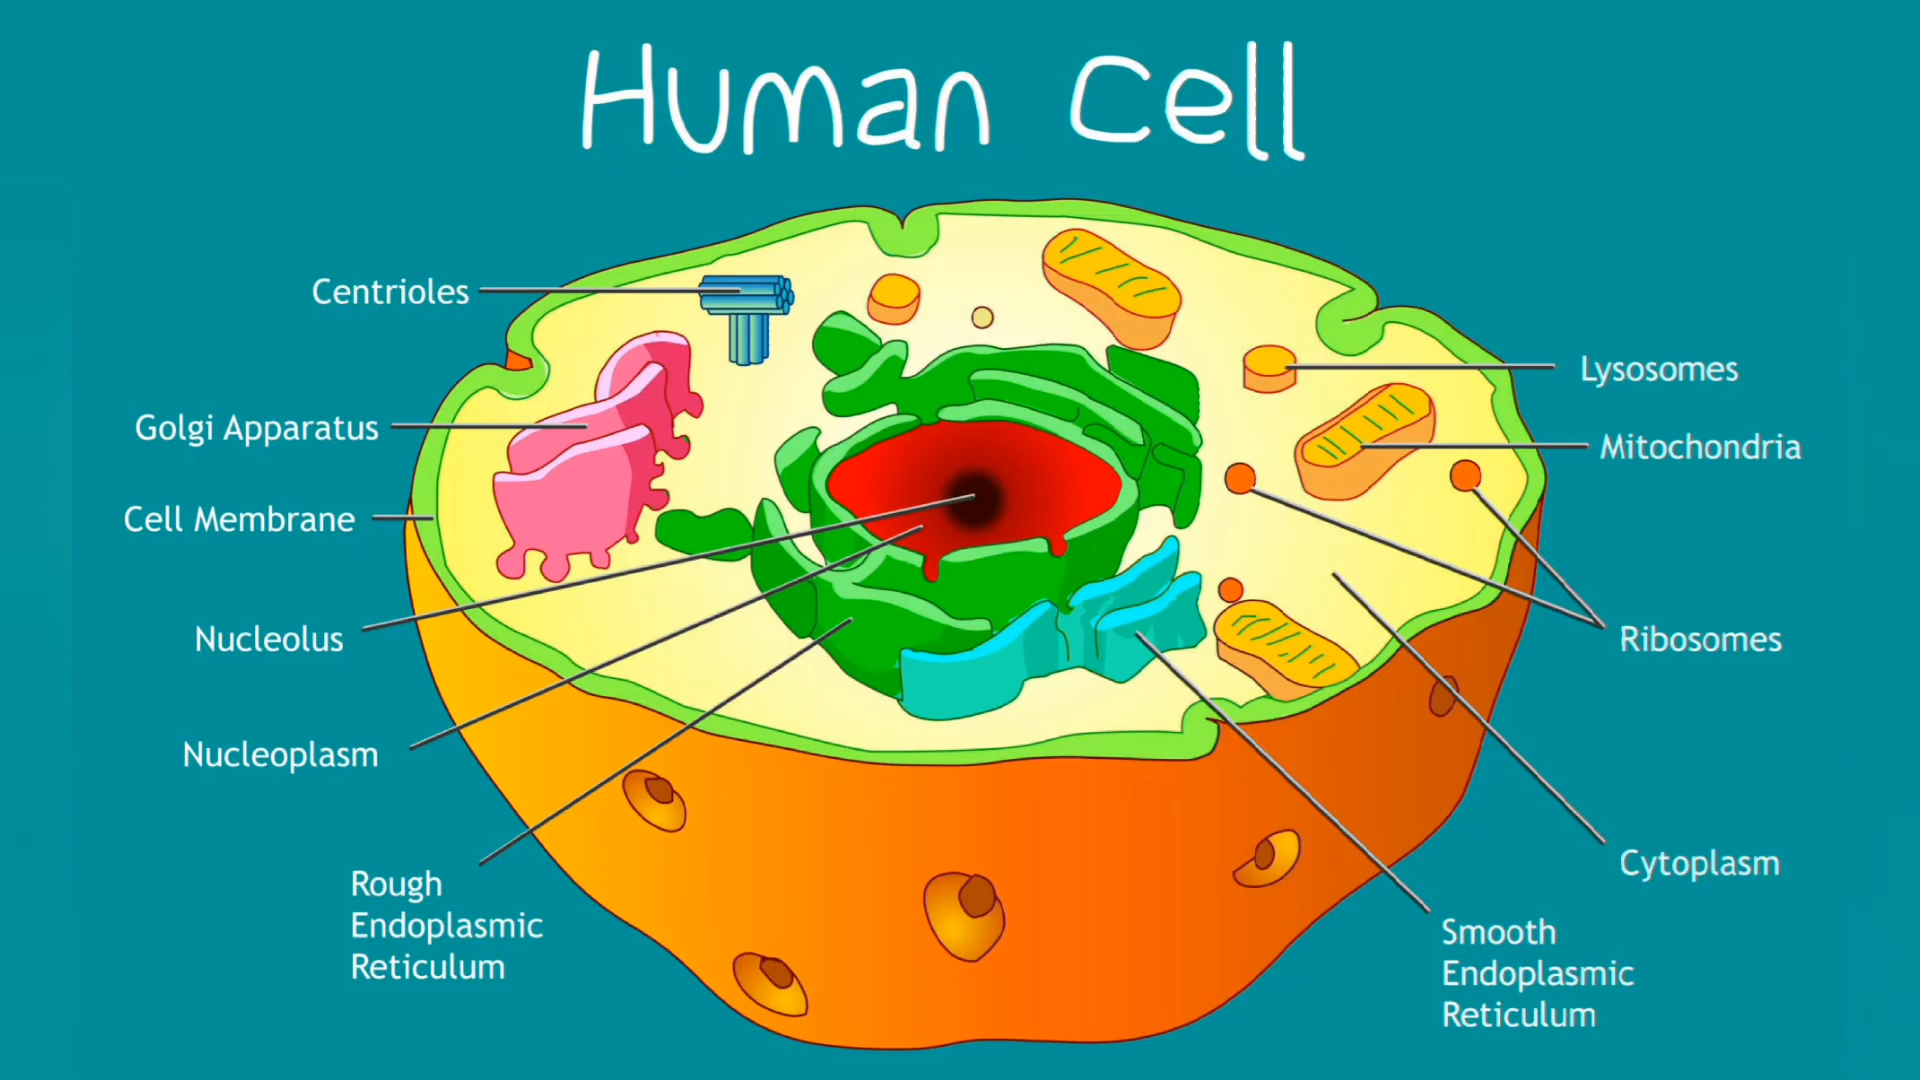 Human Cell
Centrioles
Lysosomes
Golgi Apparatus
Mitochondria
Cell Membrane
Nucleolus
Ribosomes
Nucleoplasm
Cytoplasm
Rough
Endoplasmic
Reticulum
Smooth
Endoplasmic
Reticulum